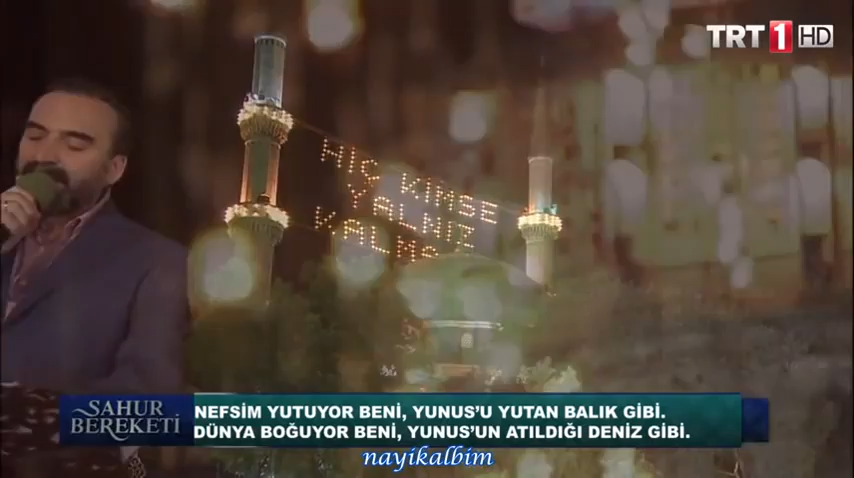 TRT 1 HD
HİÇ KİMSE
YALNIZ
SAHUR
BEREKETİ
NEFSİM YUTUYOR BENİ, YUNUS'U YUTAN BALIK GİBİ.
DÜNYA BOĞUYOR BENİ, YUNUS'UN ATILDIĞI DENİZ GİBİ.
nayikalbim